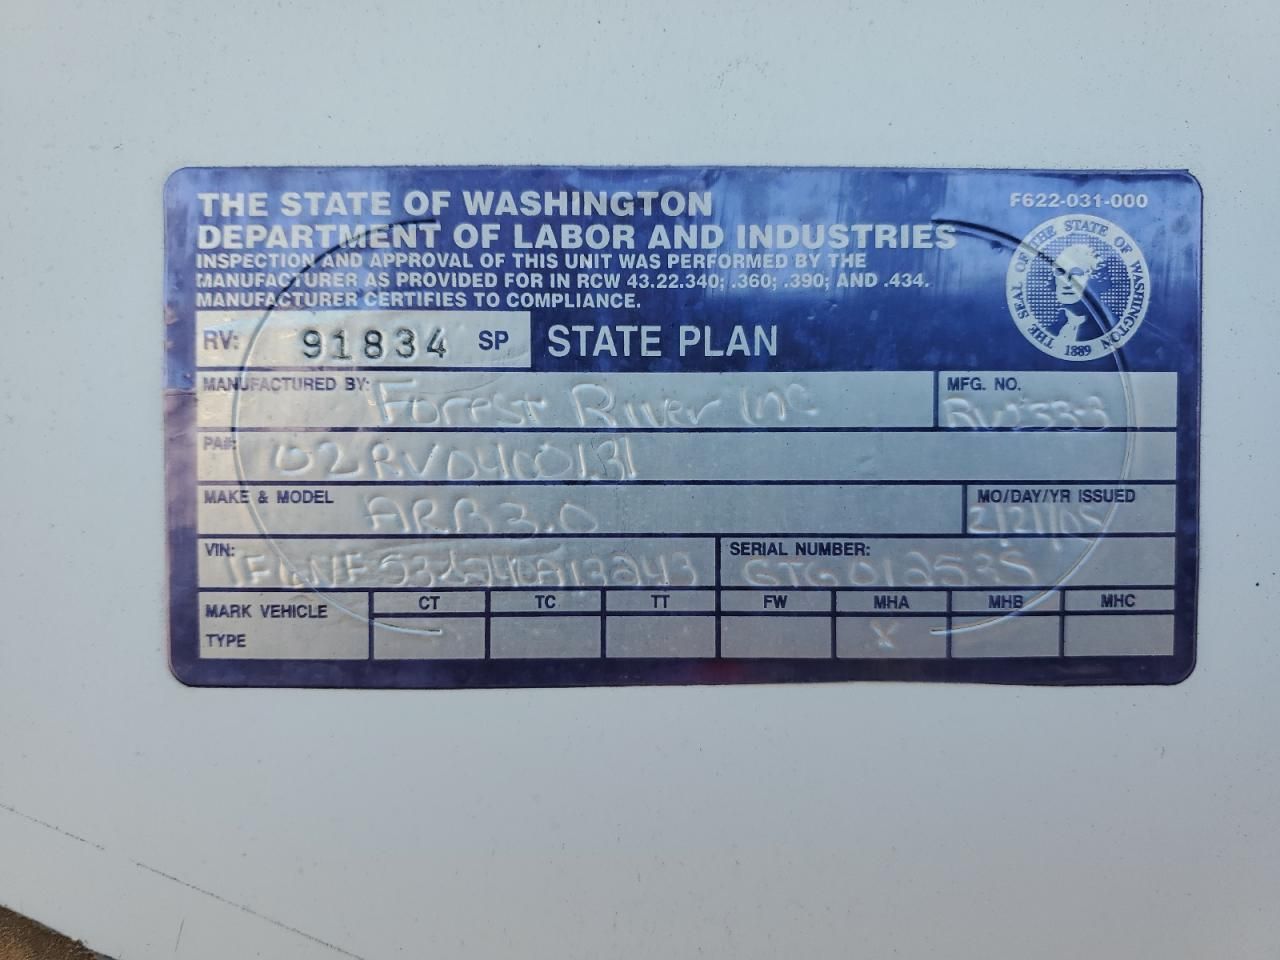 THE STATE OF WASHINGTON
F622-031-000
DEPARTMENT OF LABOR AND INDUSTRIES
INSPECTION AND APPROVAL OF THIS UNIT WAS PERFORMED BY THE
MANUFACTURER AS PROVIDED FOR IN RCW 43.22.340; .360; .390; AND .434.
MANUFACTURER CERTIFIES TO COMPLIANCE.
THE SEAL OF THE STATE OF WASHINGTON
1889
RV: 91834 SP STATE PLAN
MANUFACTURED BY: Forest River Inc
MFG. NO.
PA#: 02RV0400131
MAKE & MODEL ARB 3.0
MO/DAY/YR ISSUED
VIN:
SERIAL NUMBER:
MARK VEHICLE TYPE
CT TC TT FW MHA MHB MHC
X